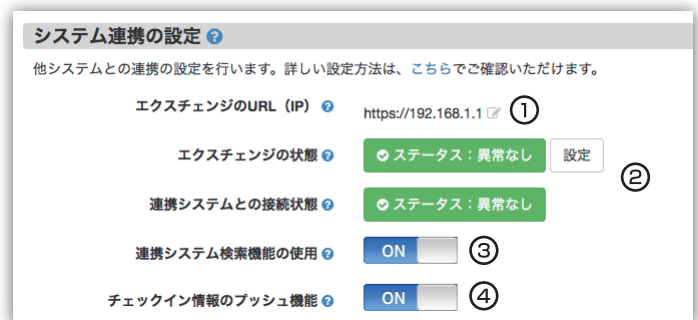 システム連携の設定 ?
他システムとの連携の設定を行います。詳しい設定方法は、こちらでご確認いただけます。
エクスチェンジのURL（IP） ? https://192.168.1.1 ①
エクスチェンジの状態 ? ステータス：異常なし 設定
②
連携システムとの接続状態 ? ステータス：異常なし
連携システム検索機能の使用 ? ON ③
チェックイン情報のプッシュ機能 ? ON ④